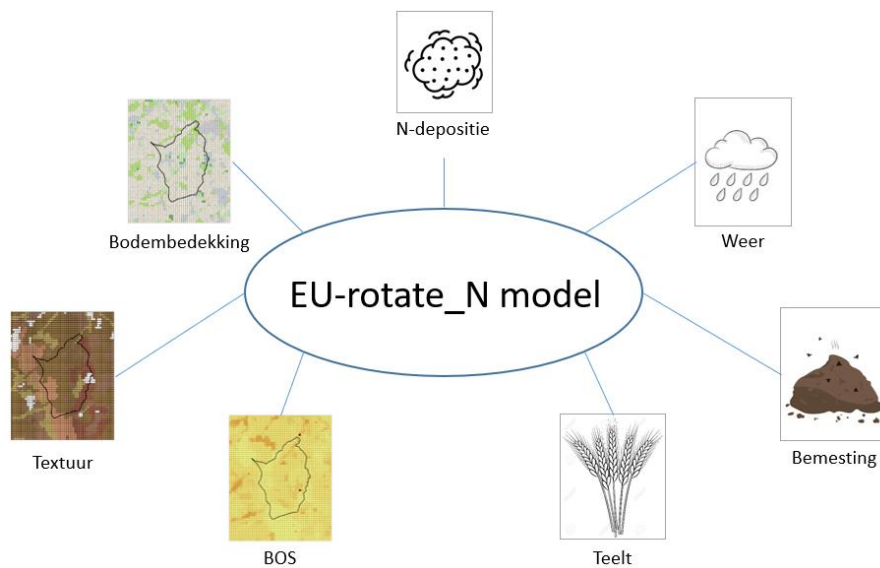 N-depositie
Bodembedekking
Weer
EU-rotate_N model
Textuur
Bemesting
BOS
Teelt